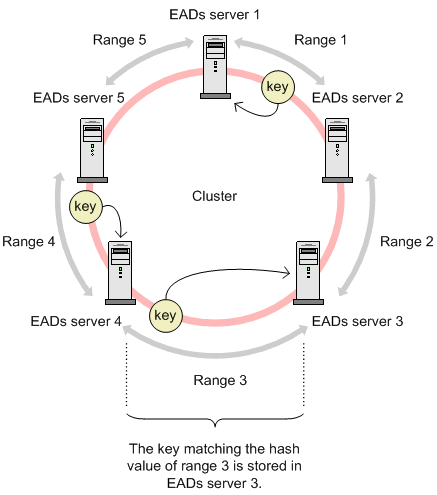 EADs server 1
Range 5
Range 1
key
EADs server 5
EADs server 2
Cluster
key
Range 4
Range 2
key
EADs server 4
EADs server 3
Range 3
The key matching the hash
value of range 3 is stored in
EADs server 3.